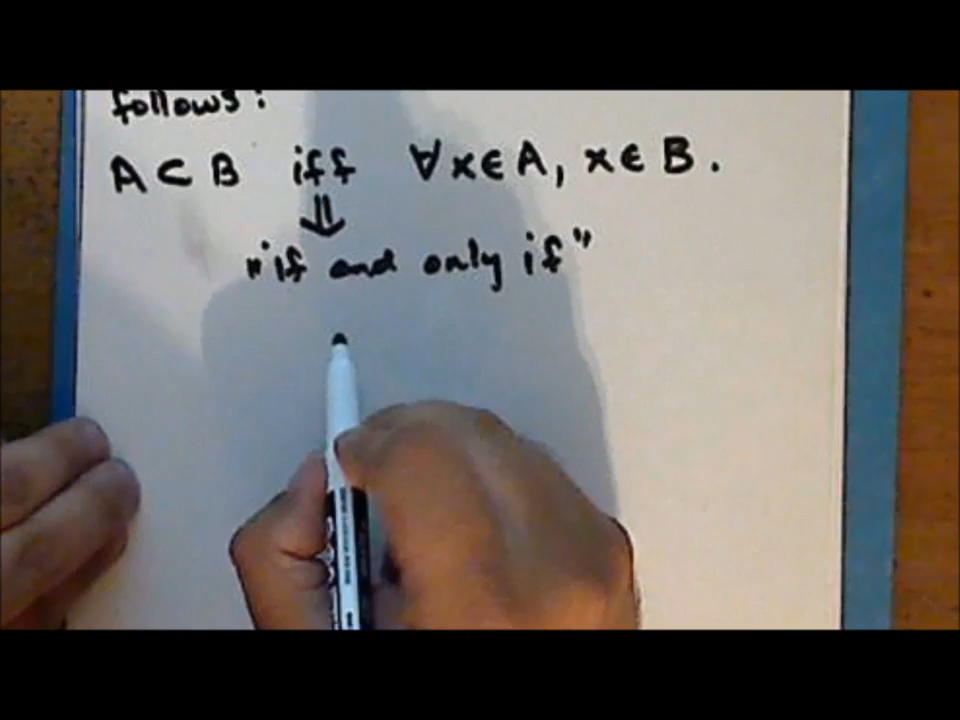 follows:
A ⊂ B iff ∀x∈A, x∈B.
⇓
"if and only if"